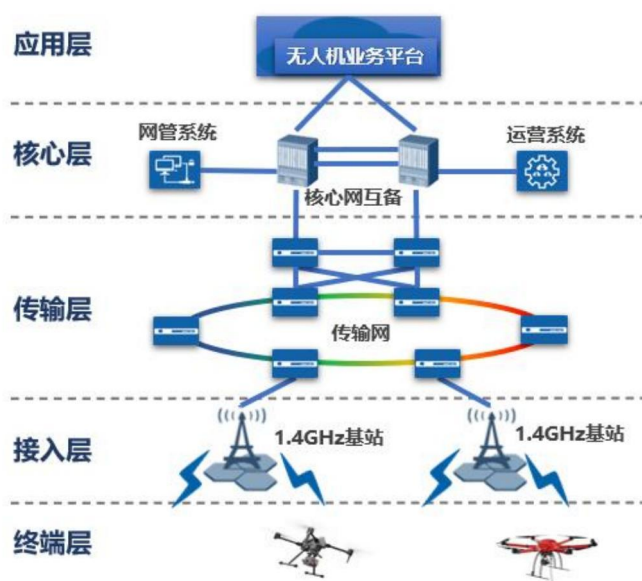 应用层
无人机业务平台
网管系统
运营系统
核心层
核心网互备
传输层
传输网
1.4GHz基站
1.4GHz基站
接入层
终端层